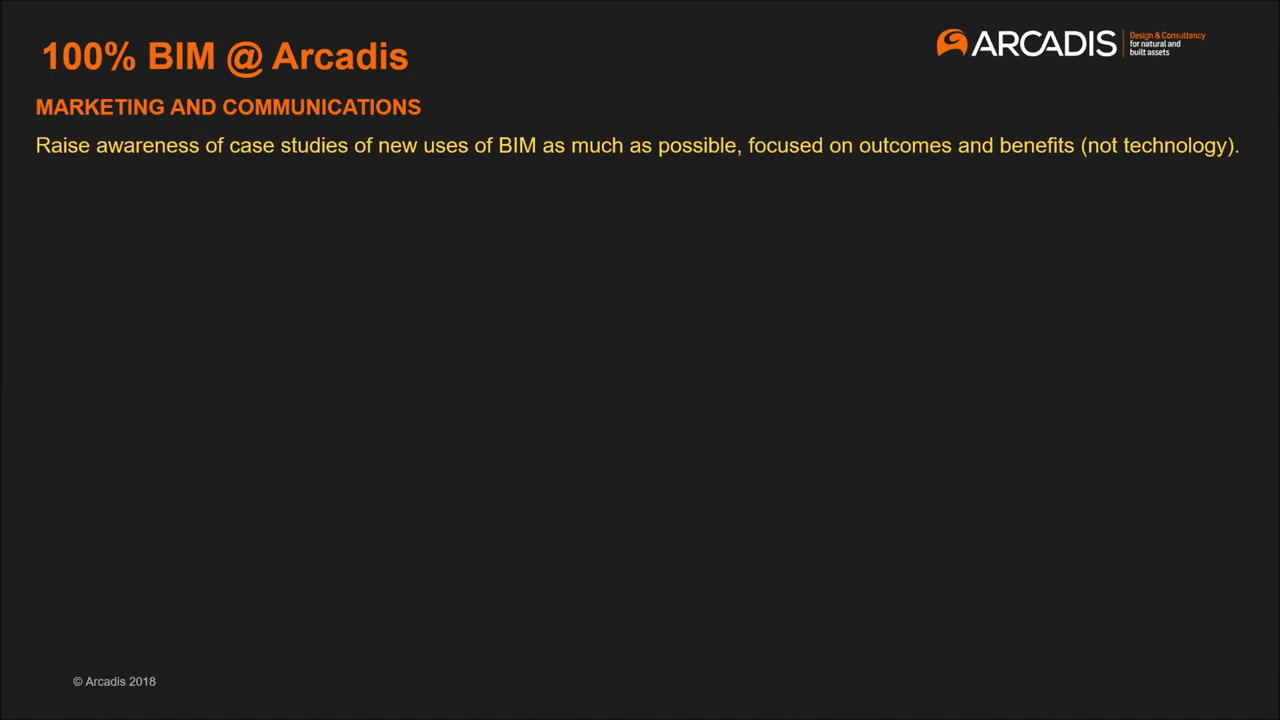 100% BIM @ Arcadis
ARCADIS
Design & Consultancy
for natural and
built assets
MARKETING AND COMMUNICATIONS
Raise awareness of case studies of new uses of BIM as much as possible, focused on outcomes and benefits (not technology).
© Arcadis 2018